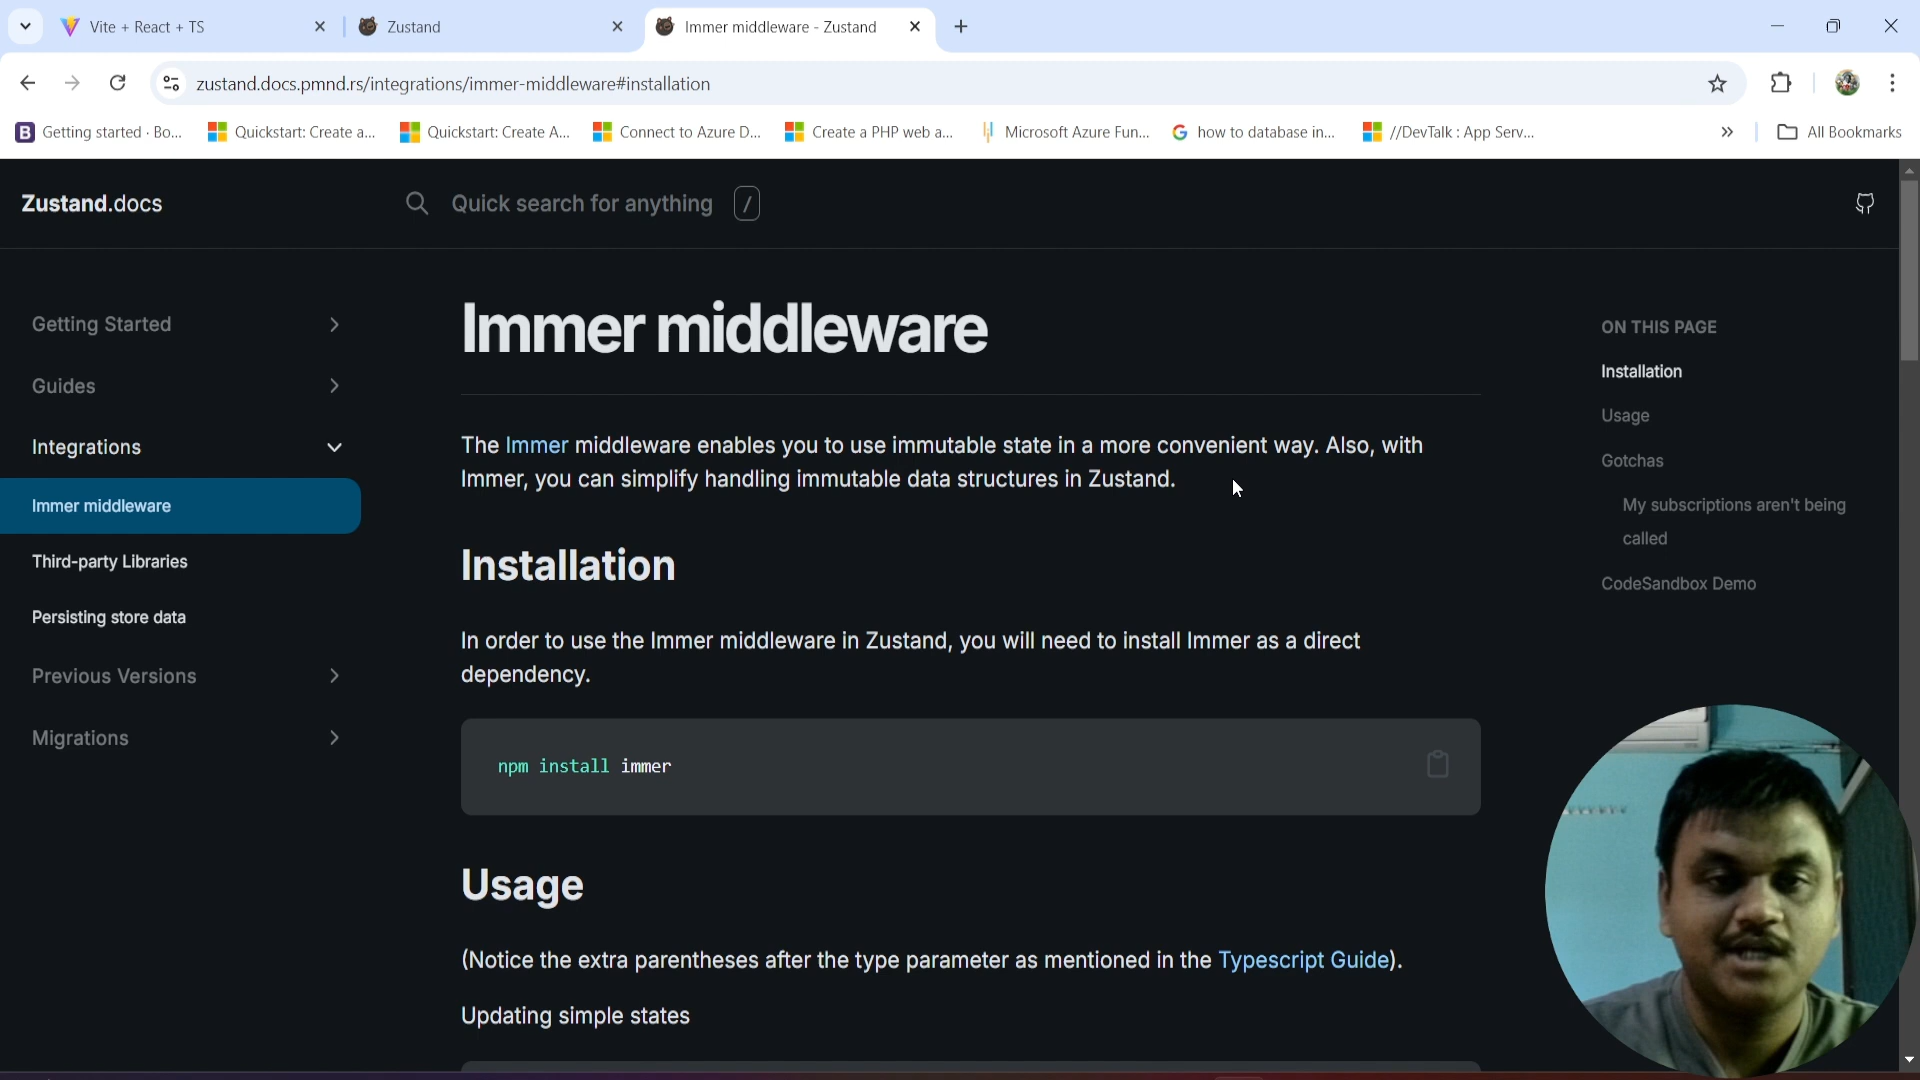 Vite + React + TS
Zustand
Immer middleware - Zustand
zustand.docs.pmnd.rs/integrations/immer-middleware#installation
Getting started · Bo...
Quickstart: Create a...
Quickstart: Create A...
Connect to Azure D...
Create a PHP web a...
Microsoft Azure Fun...
how to database in...
//DevTalk : App Serv...
All Bookmarks
Zustand.docs
Quick search for anything /
Getting Started
Guides
Integrations
Immer middleware
Third-party Libraries
Persisting store data
Previous Versions
Migrations
Immer middleware
The Immer middleware enables you to use immutable state in a more convenient way. Also, with
Immer, you can simplify handling immutable data structures in Zustand.
Installation
In order to use the Immer middleware in Zustand, you will need to install Immer as a direct
dependency.
npm install immer
Usage
(Notice the extra parentheses after the type parameter as mentioned in the Typescript Guide).
Updating simple states
ON THIS PAGE
Installation
Usage
Gotchas
My subscriptions aren't being
called
CodeSandbox Demo